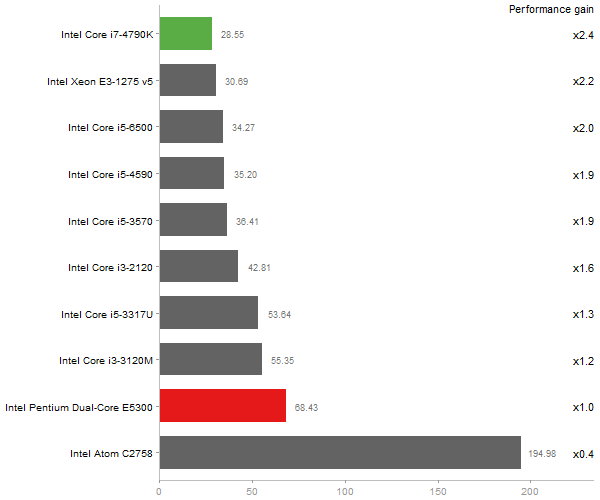 Performance gain
Intel Core i7-4790K 28.55 x2.4
Intel Xeon E3-1275 v5 30.69 x2.2
Intel Core i5-6500 34.27 x2.0
Intel Core i5-4590 35.20 x1.9
Intel Core i5-3570 36.41 x1.9
Intel Core i3-2120 42.81 x1.6
Intel Core i5-3317U 53.64 x1.3
Intel Core i3-3120M 55.35 x1.2
Intel Pentium Dual-Core E5300 68.43 x1.0
Intel Atom C2758 194.98 x0.4
0 50 100 150 200